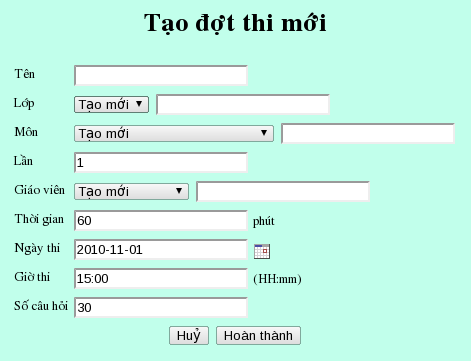 Tạo đợt thi mới
Tên
Lớp Tạo mới
Môn Tạo mới
Lần 1
Giáo viên Tạo mới
Thời gian 60 phút
Ngày thi 2010-11-01
Giờ thi 15:00 (HH:mm)
Số câu hỏi 30
Huỷ Hoàn thành